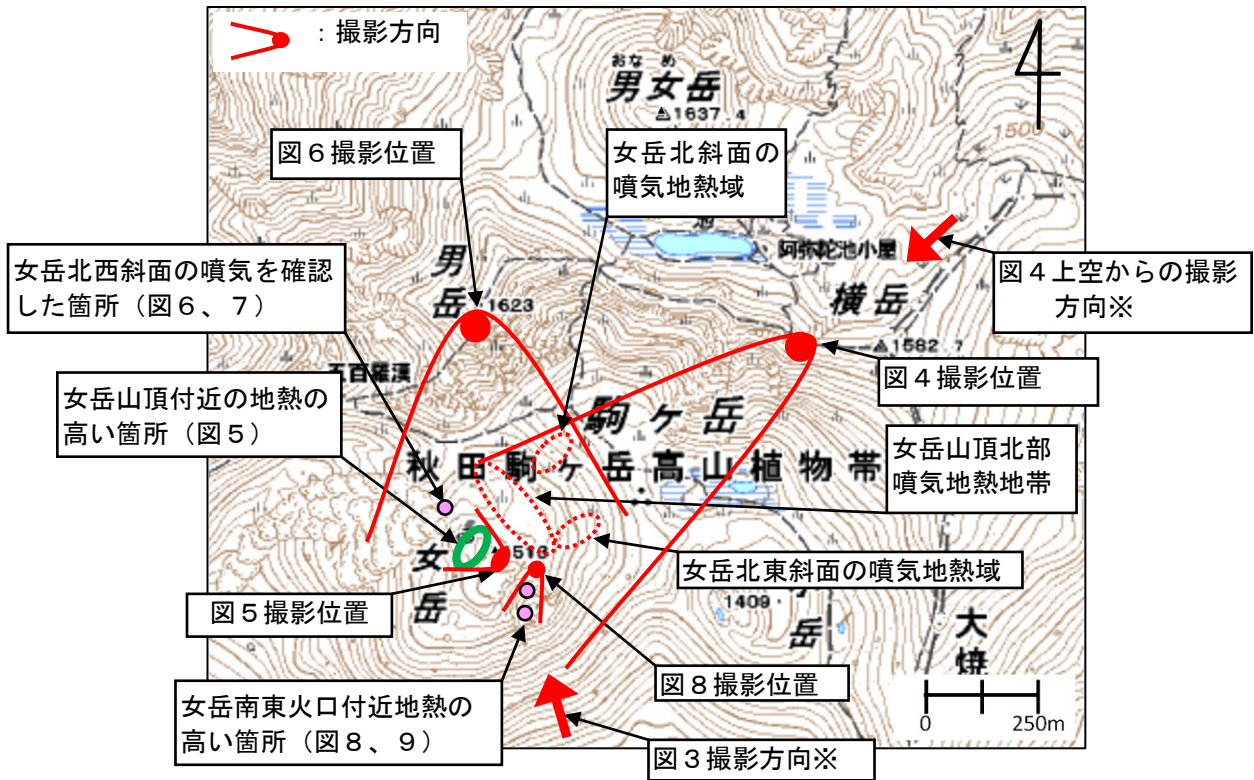 ：撮影方向
おなめ
男女岳
1637.4
1500
図６撮影位置
女岳北斜面の
噴気地熱域
池
阿弥陀池小屋
図４上空からの撮影
方向※
女岳北西斜面の噴気を確認
した箇所（図６、７）
男岳
1623
横岳
1582.7
図４撮影位置
五百羅漢
女岳山頂付近の地熱の
高い箇所（図５）
駒ヶ岳
秋田駒ヶ岳高山植物帯
女岳山頂北部
噴気地熱地帯
女岳
1513
女岳北東斜面の噴気地熱域
図５撮影位置
1409
岳
大焼
図８撮影位置
女岳南東火口付近地熱の
高い箇所（図８、９）
図３撮影方向※
0 250m